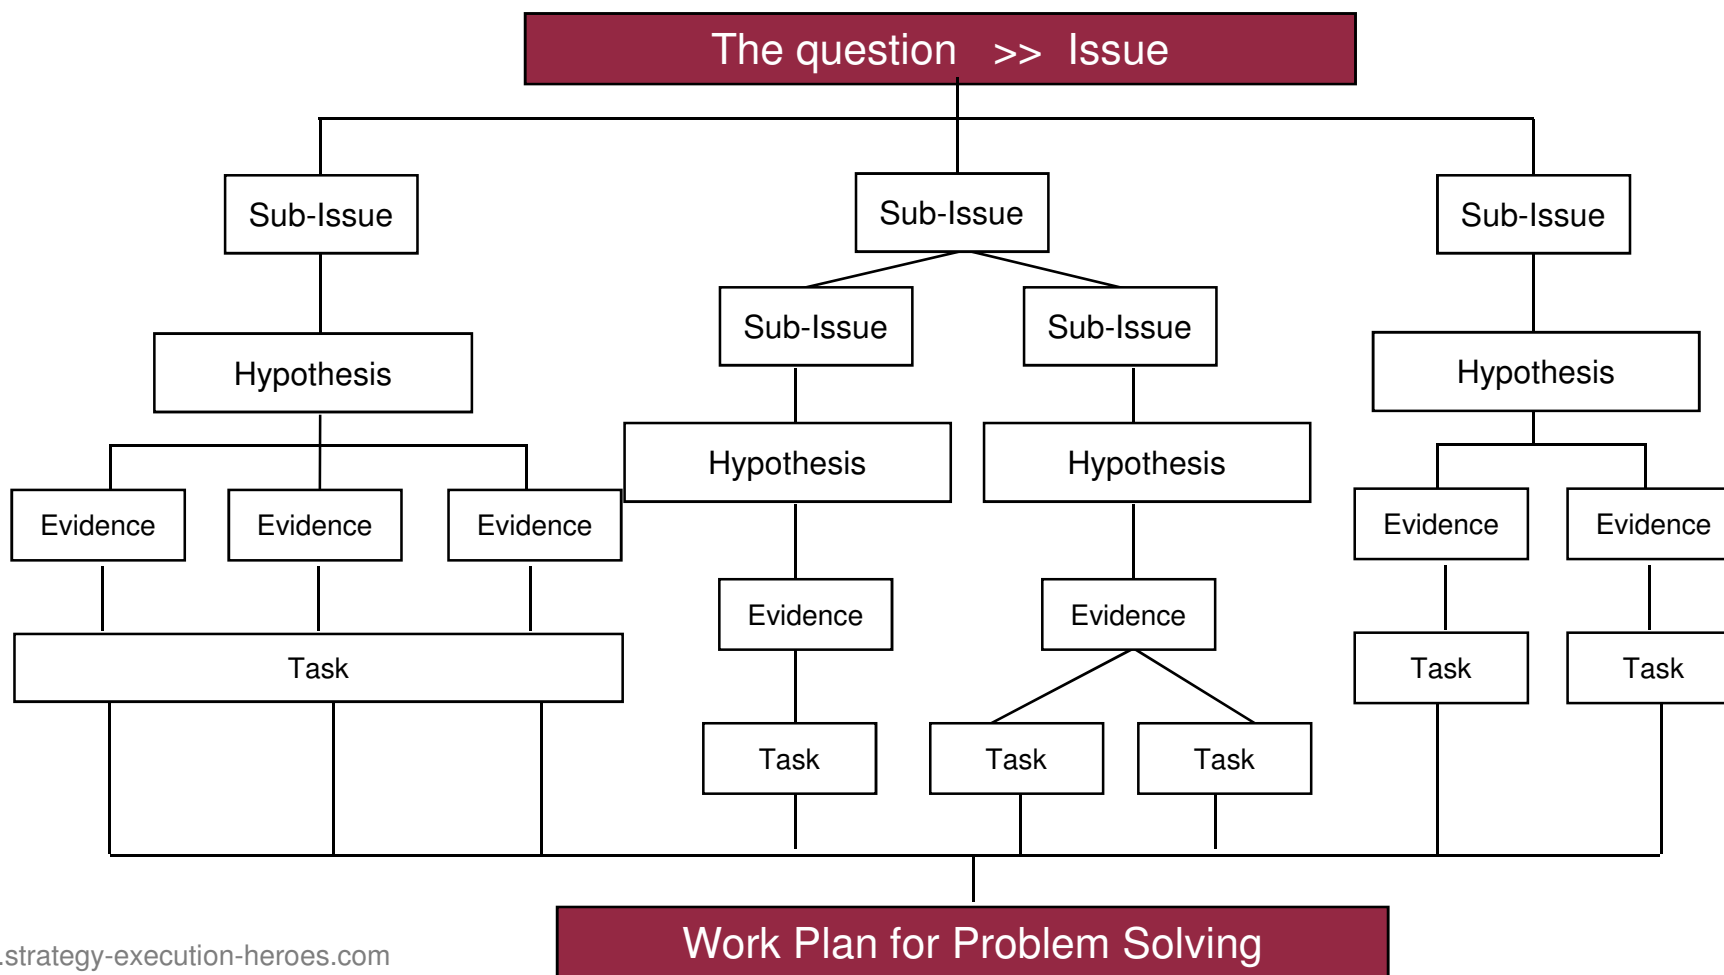 The question >> Issue
Sub-Issue
Sub-Issue
Sub-Issue
Sub-Issue
Sub-Issue
Hypothesis
Hypothesis
Hypothesis
Hypothesis
Evidence
Evidence
Evidence
Evidence
Evidence
Evidence
Evidence
Task
Task
Task
Task
Task
Task
Work Plan for Problem Solving
.strategy-execution-heroes.com